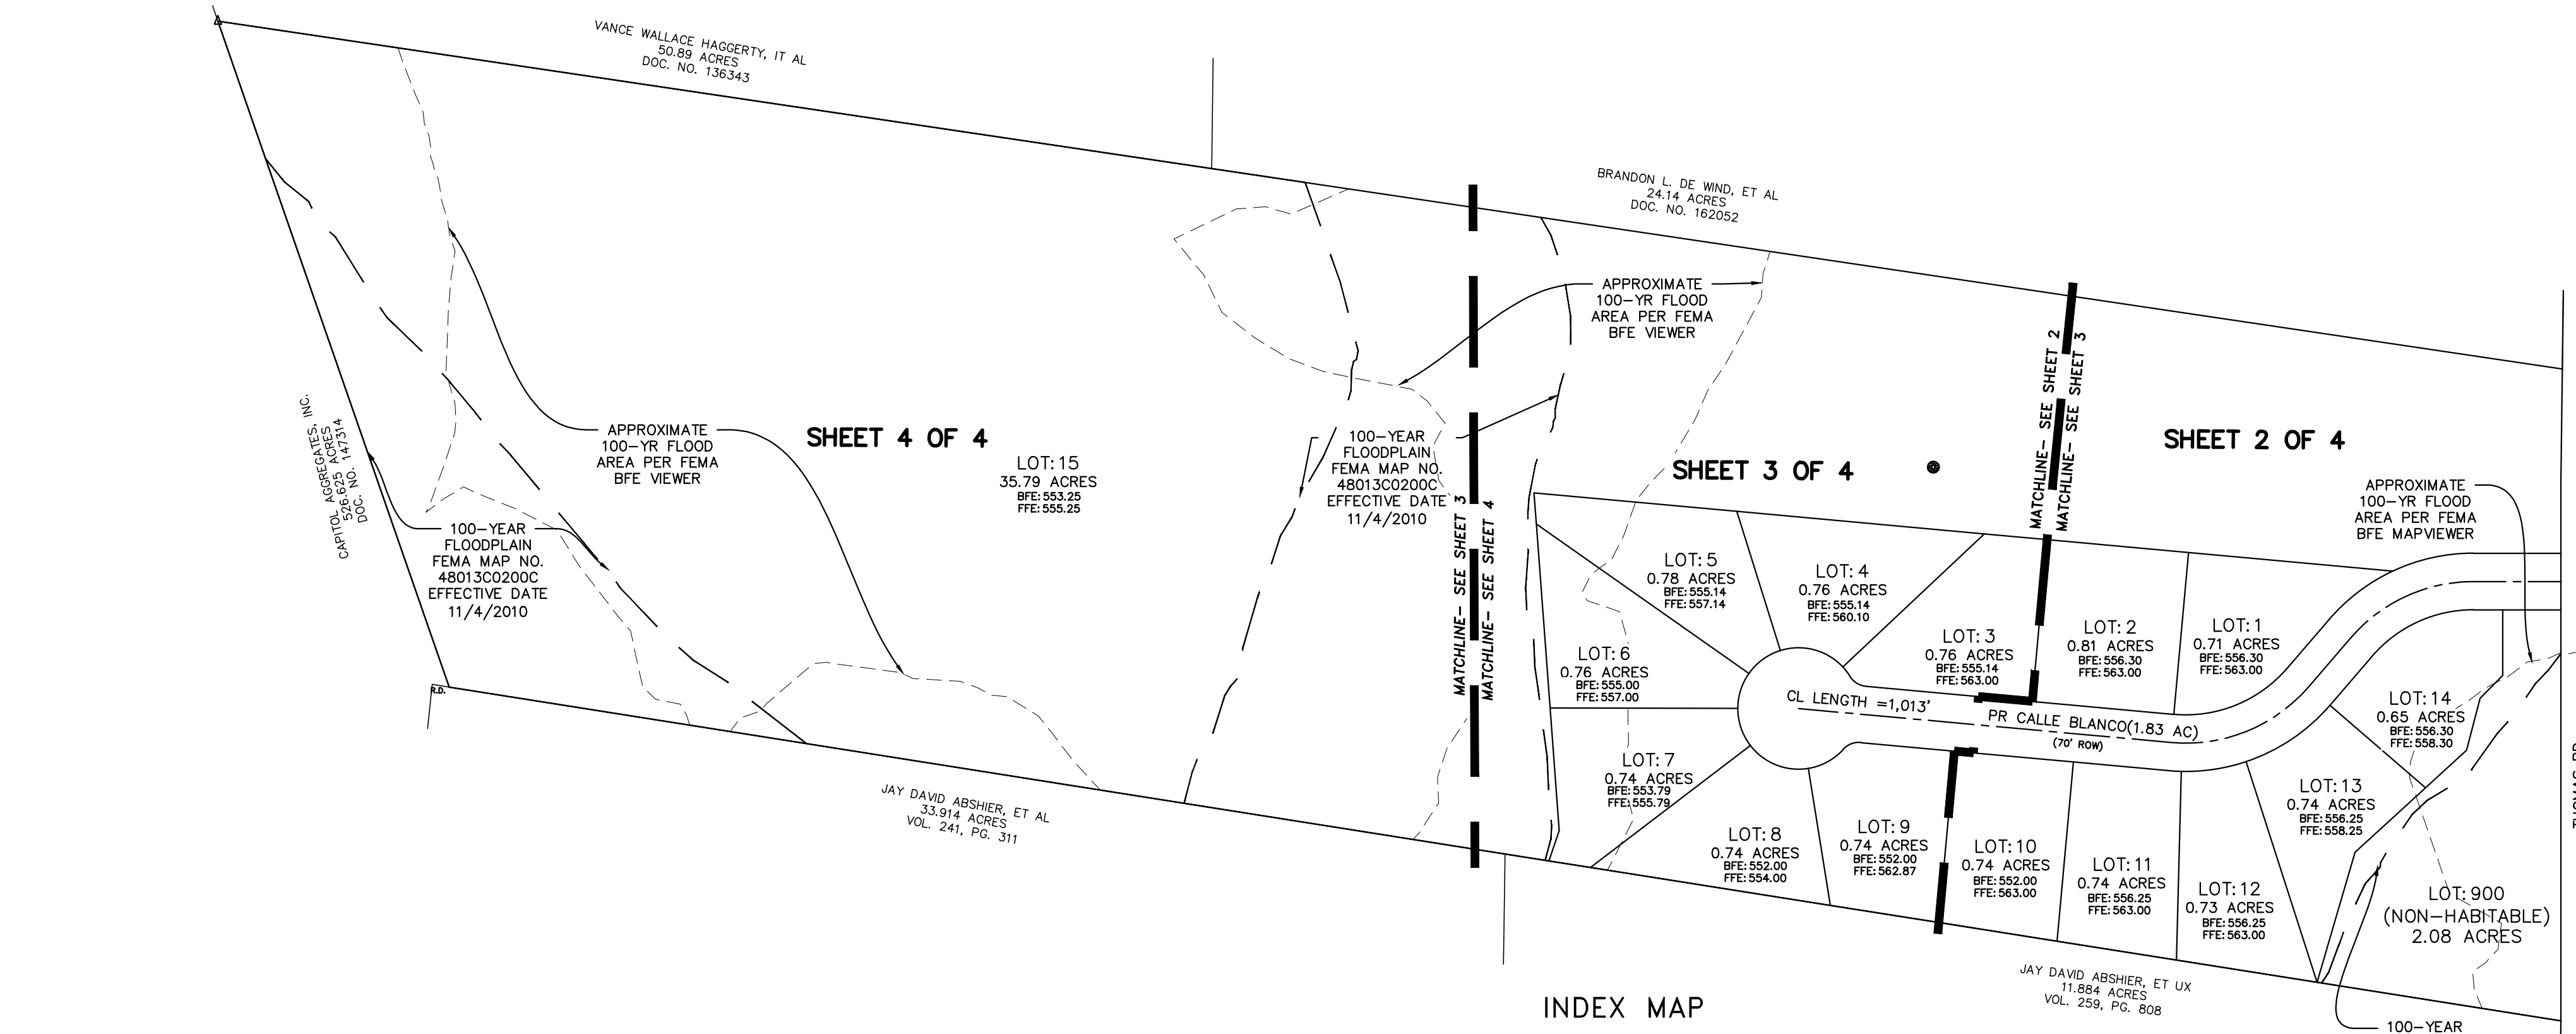 VANCE WALLACE HAGGERTY, IT AL
50.89 ACRES
DOC. NO. 136343
BRANDON L. DE WIND, ET AL
24.14 ACRES
DOC. NO. 162052
CAPITOL AGGREGATES, INC.
526.625 ACRES
DOC. NO. 147314
R.D.
100-YEAR
FLOODPLAIN
FEMA MAP NO.
48013C0200C
EFFECTIVE DATE
11/4/2010
APPROXIMATE
100-YR FLOOD
AREA PER FEMA
BFE VIEWER
SHEET 4 OF 4
LOT: 15
35.79 ACRES
BFE: 553.25
FFE: 555.25
JAY DAVID ABSHIER, ET AL
33.914 ACRES
VOL. 241, PG. 311
100-YEAR
FLOODPLAIN
FEMA MAP NO.
48013C0200C
EFFECTIVE DATE
11/4/2010
MATCHLINE- SEE SHEET 3
MATCHLINE- SEE SHEET 4
APPROXIMATE
100-YR FLOOD
AREA PER FEMA
BFE VIEWER
SHEET 3 OF 4
MATCHLINE- SEE SHEET 2
MATCHLINE- SEE SHEET 3
SHEET 2 OF 4
APPROXIMATE
100-YR FLOOD
AREA PER FEMA
BFE MAPVIEWER
LOT: 5
0.78 ACRES
BFE: 555.14
FFE: 557.14
LOT: 4
0.76 ACRES
BFE: 555.14
FFE: 560.10
LOT: 3
0.76 ACRES
BFE: 555.14
FFE: 563.00
LOT: 2
0.81 ACRES
BFE: 556.30
FFE: 563.00
LOT: 1
0.71 ACRES
BFE: 556.30
FFE: 563.00
LOT: 6
0.76 ACRES
BFE: 555.00
FFE: 557.00
CL LENGTH =1,013'
PR CALLE BLANCO(1.83 AC)
(70' ROW)
LOT: 14
0.65 ACRES
BFE: 556.30
FFE: 558.30
LOT: 7
0.74 ACRES
BFE: 553.79
FFE: 555.79
LOT: 8
0.74 ACRES
BFE: 552.00
FFE: 554.00
LOT: 9
0.74 ACRES
BFE: 552.00
FFE: 562.87
LOT: 10
0.74 ACRES
BFE: 552.00
FFE: 563.00
LOT: 11
0.74 ACRES
BFE: 556.25
FFE: 563.00
LOT: 12
0.73 ACRES
BFE: 556.25
FFE: 563.00
LOT: 13
0.74 ACRES
BFE: 556.25
FFE: 558.25
LOT: 900
(NON-HABITABLE)
2.08 ACRES
JAY DAVID ABSHIER, ET UX
11.884 ACRES
VOL. 259, PG. 808
100-YEAR
INDEX MAP